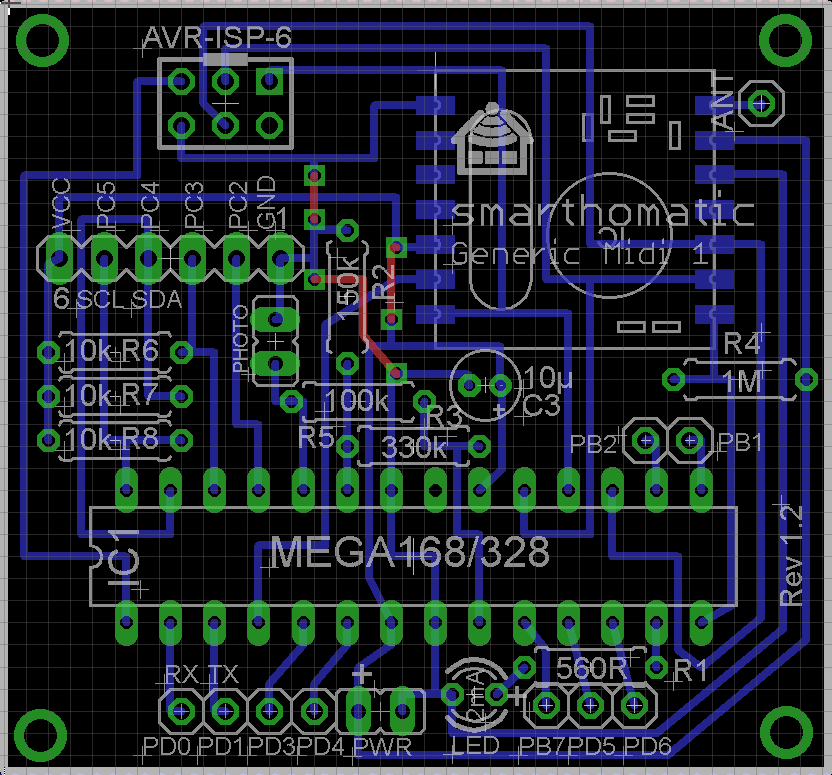 AVR-ISP-6
ANT
VCC
PC5
PC4
PC3
PC2
GND
1
smarthomatic
Generic Midi 1
150k
R2
6 SCL SDA
PHOTO
10k R6
10k R7
10k R8
R4
1M
10µ
C3
100k
R3
R5
330k
PB2
PB1
IC1
MEGA168/328
Rev 1.2
RX TX
560R
R1
2mA
+
+
+
PD0 PD1 PD3 PD4 PWR
LED
PB7 PD5 PD6